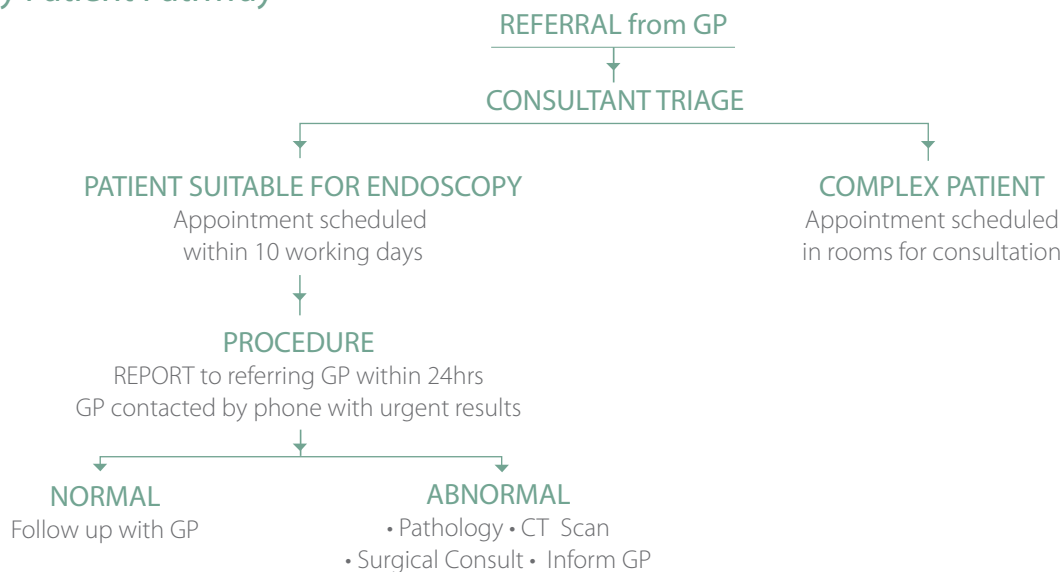 Patient Pathway
REFERRAL from GP
CONSULTANT TRIAGE
PATIENT SUITABLE FOR ENDOSCOPY
Appointment scheduled
within 10 working days
COMPLEX PATIENT
Appointment scheduled
in rooms for consultation
PROCEDURE
REPORT to referring GP within 24hrs
GP contacted by phone with urgent results
NORMAL
Follow up with GP
ABNORMAL
• Pathology • CT Scan
• Surgical Consult • Inform GP